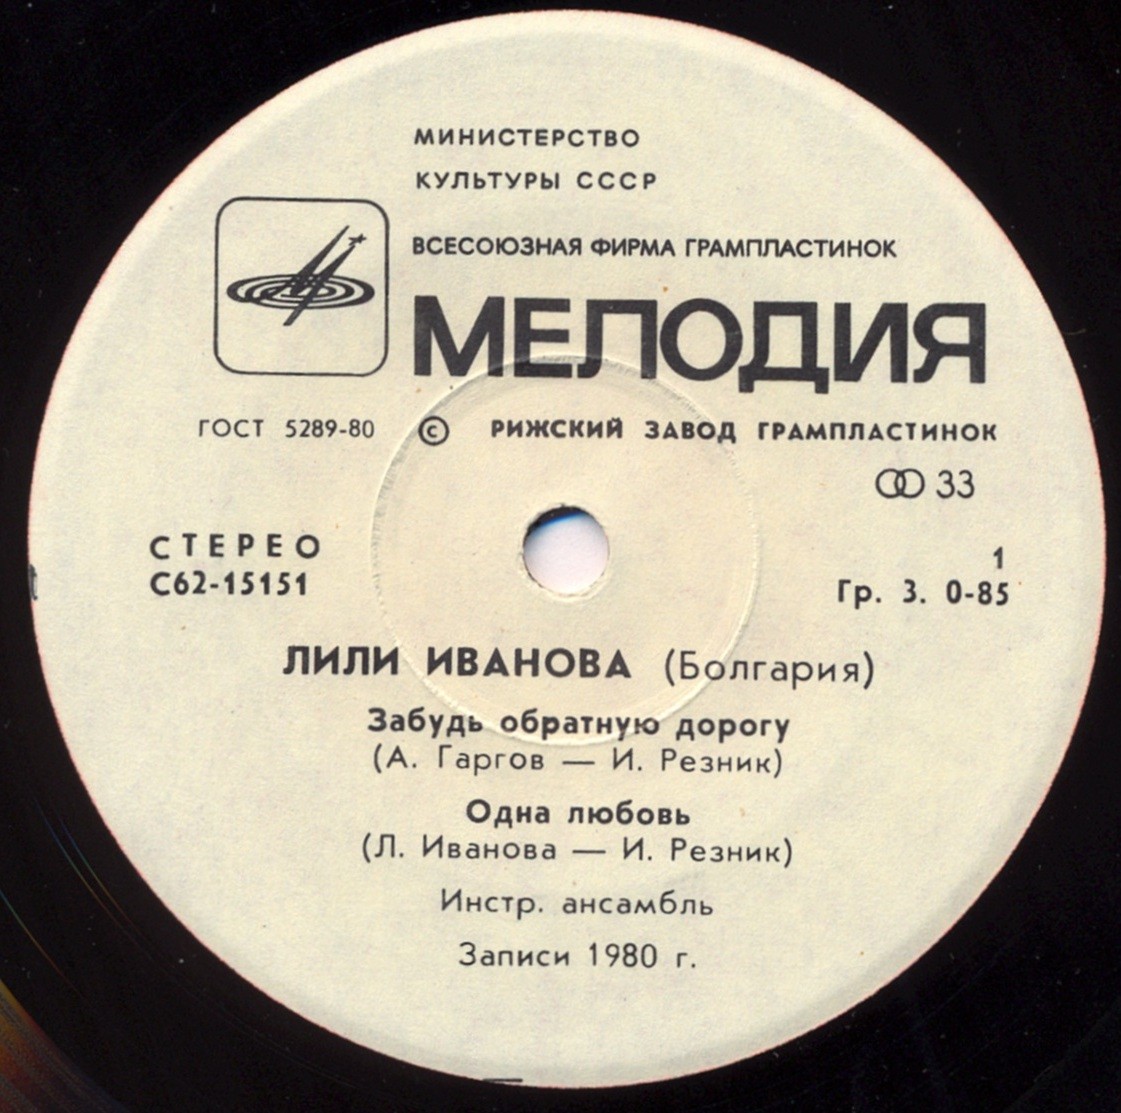 МИНИСТЕРСТВО
КУЛЬТУРЫ СССР
ВСЕСОЮЗНАЯ ФИРМА ГРАМПЛАСТИНОК
МЕЛОДИЯ
ГОСТ 5289-80 © РИЖСКИЙ ЗАВОД ГРАМПЛАСТИНОК
33
СТЕРЕО
1
С62-15151
Гр. 3. 0-85
ЛИЛИ ИВАНОВА (Болгария)
Забудь обратную дорогу
(А. Гаргов — И. Резник)
Одна любовь
(Л. Иванова — И. Резник)
Инстр. ансамбль
Записи 1980 г.